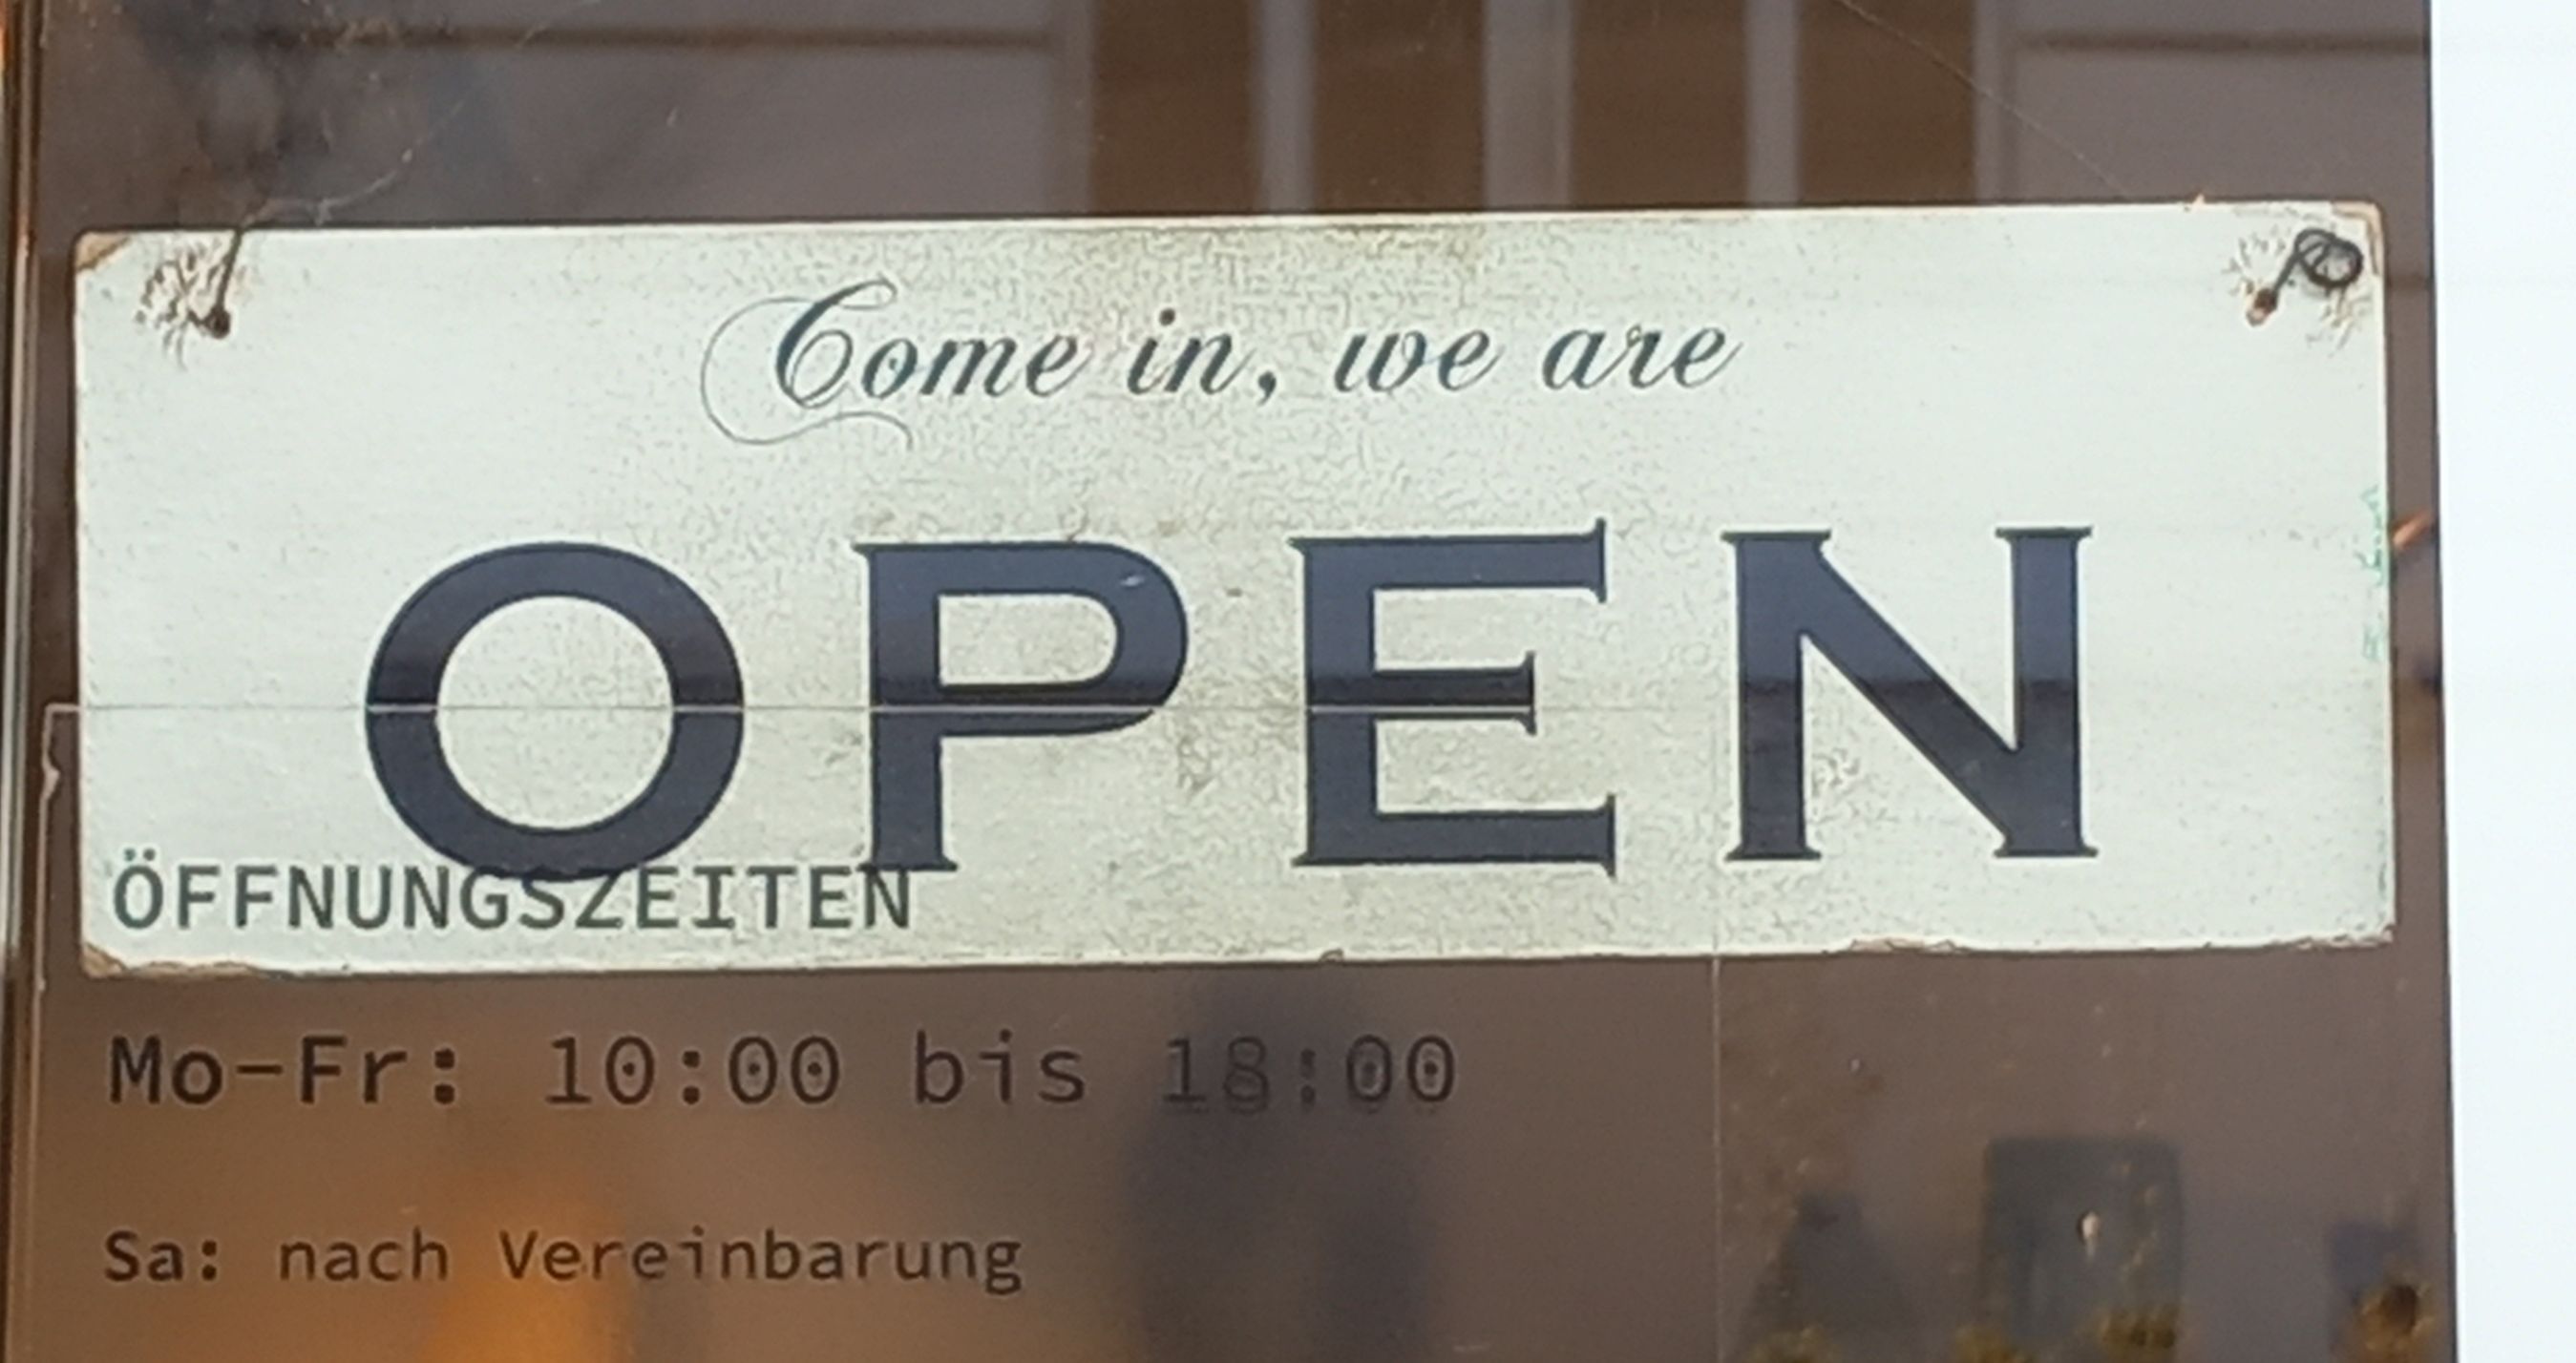 Come in, we are
OPEN
ÖFFNUNGSZEITEN
Mo-Fr: 10:00 bis 18:00
Sa: nach Vereinbarung